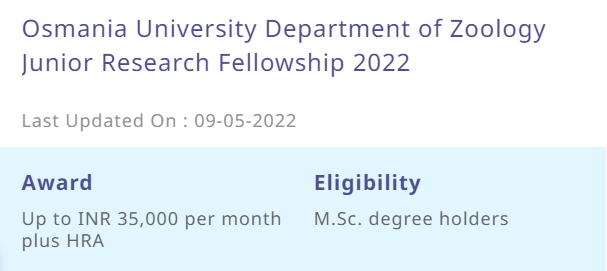 Osmania University Department of Zoology
Junior Research Fellowship 2022
Last Updated On : 09-05-2022
Award
Up to INR 35,000 per month
plus HRA
Eligibility
M.Sc. degree holders